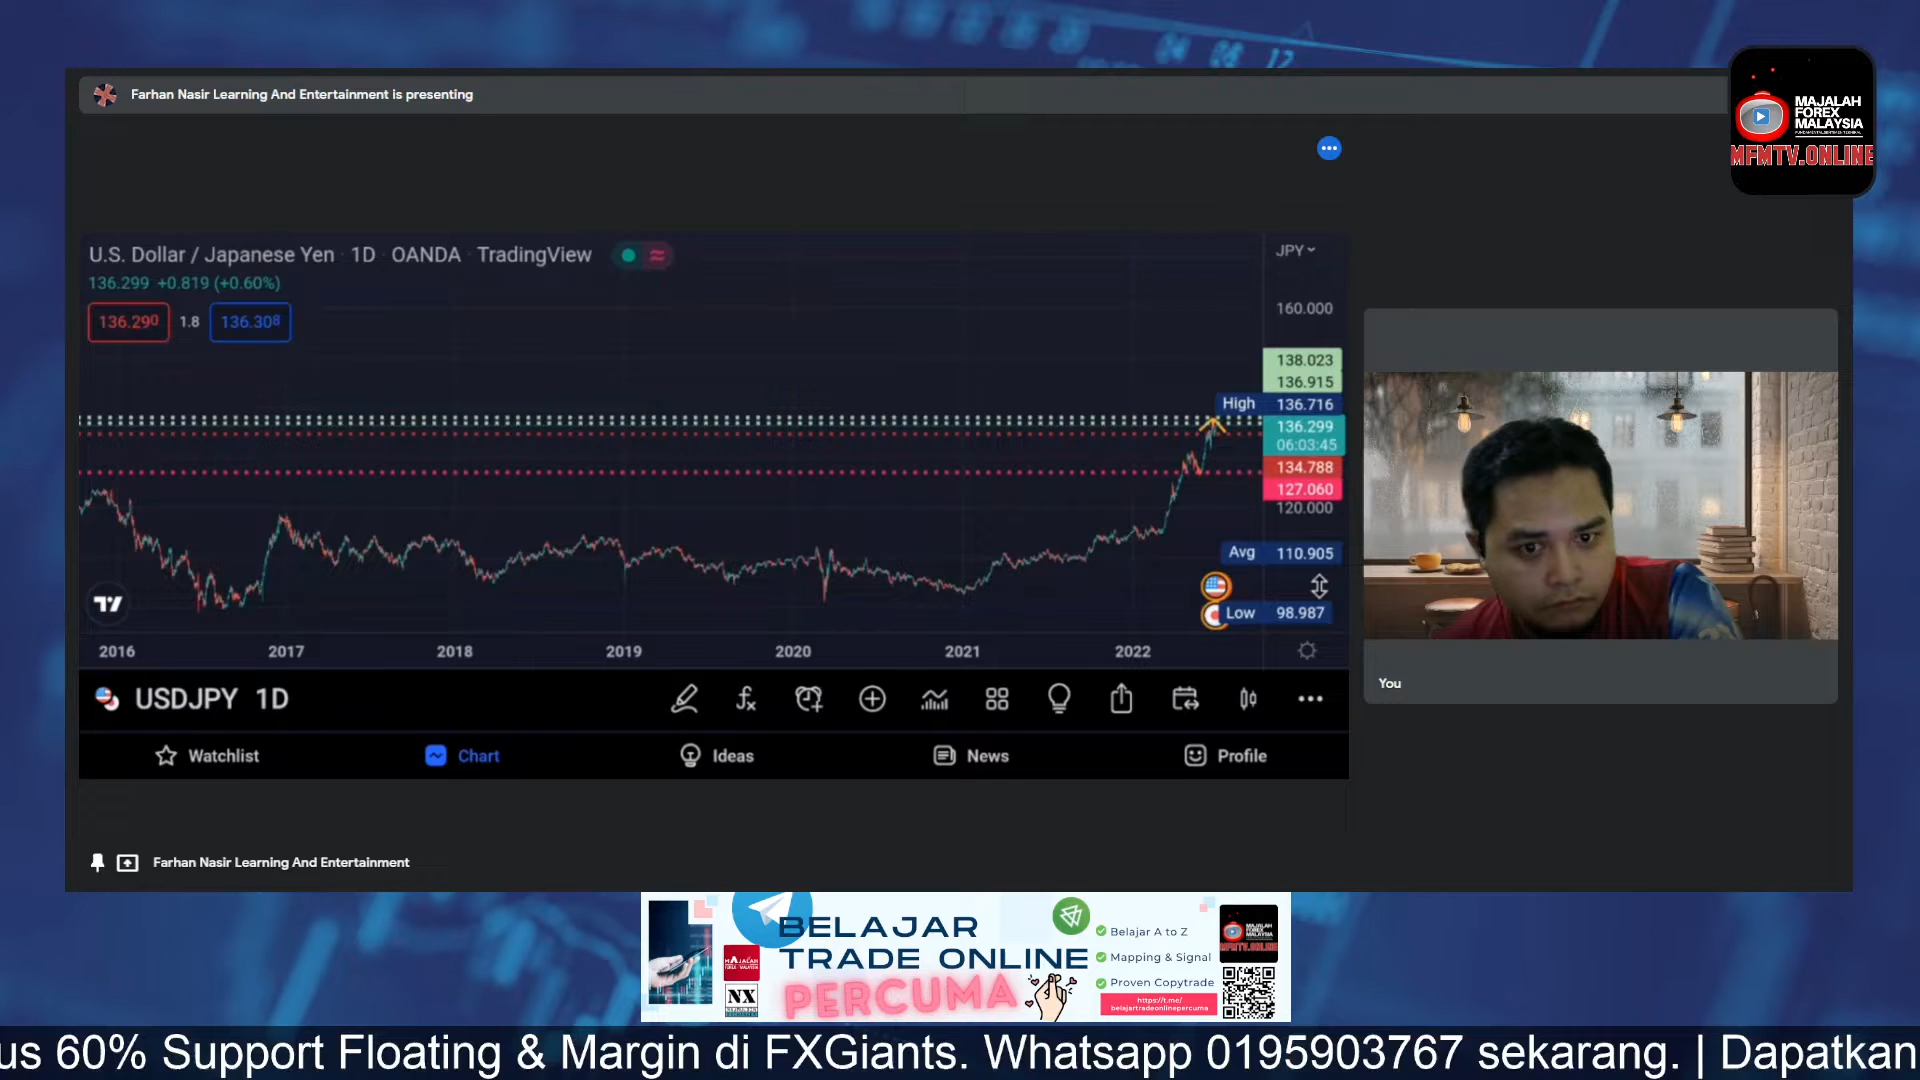 Farhan Nasir Learning And Entertainment is presenting
MAJALAH
FOREX
MALAYSIA
MFMTV.ONLINE
U.S. Dollar / Japanese Yen · 1D · OANDA · TradingView
JPY
136.299 +0.819 (+0.60%)
136.290 1.8 136.308
160.000
138.023
136.915
High 136.716
136.299
06:03:45
134.788
127.060
120.000
Avg 110.905
Low 98.987
2016 2017 2018 2019 2020 2021 2022
USDJPY 1D
Watchlist Chart Ideas News Profile
You
Farhan Nasir Learning And Entertainment
BELAJAR
TRADE ONLINE
PERCUMA
NX
Belajar A to Z
Mapping & Signal
Proven Copytrade
https://t.me/
belajartradeonlinepercuma
us 60% Support Floating & Margin di FXGiants. Whatsapp 0195903767 sekarang. | Dapatkan